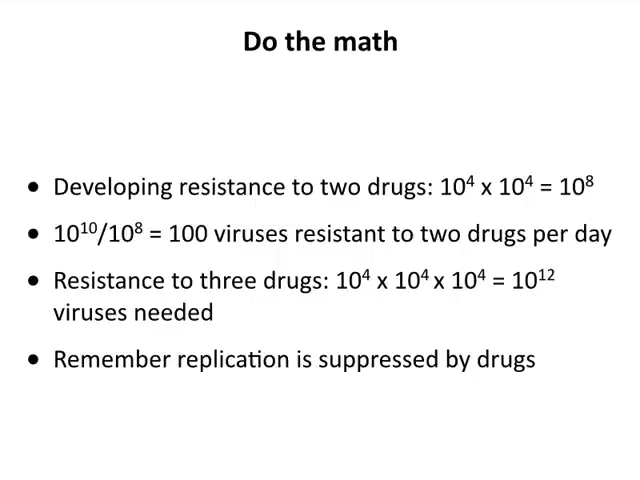 Do the math
• Developing resistance to two drugs: 10⁴ x 10⁴ = 10⁸
• 10¹⁰/10⁸ = 100 viruses resistant to two drugs per day
• Resistance to three drugs: 10⁴ x 10⁴ x 10⁴ = 10¹²
viruses needed
• Remember replication is suppressed by drugs